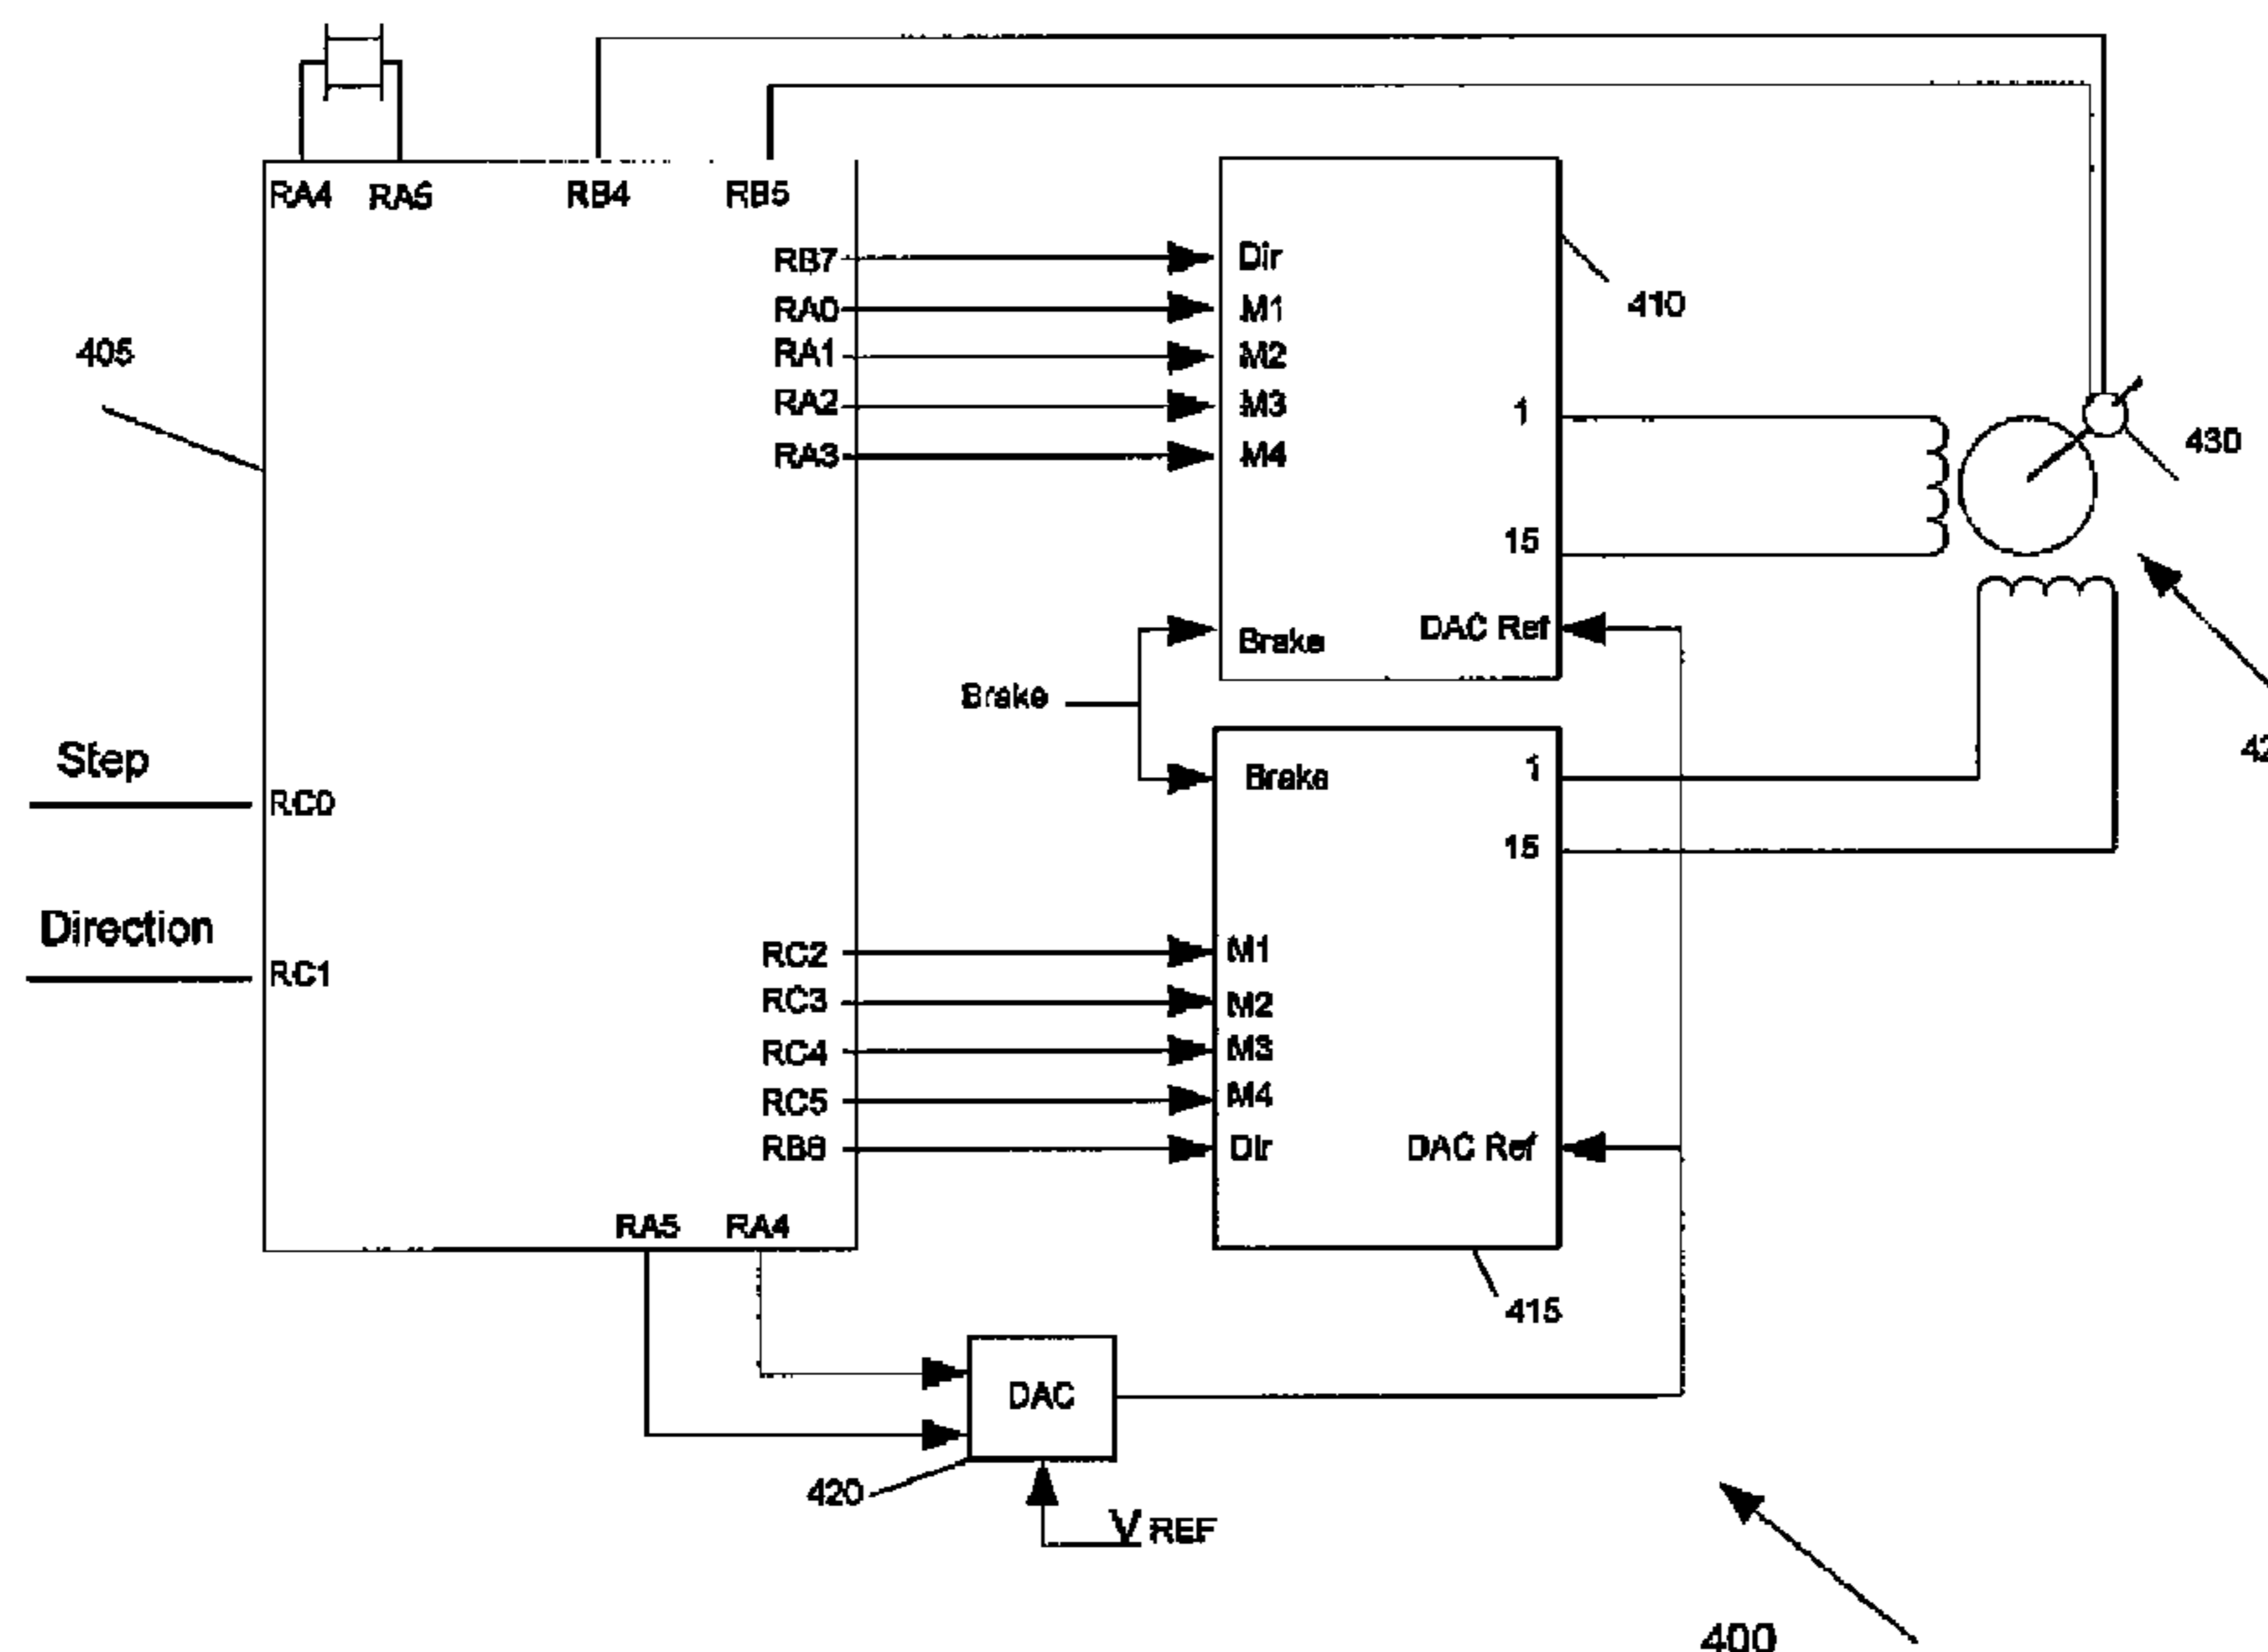 RA4 RA5 RB4 RB5
RB7 Dir
RA0 M1
RA1 M2
RA2 M3
RA3 M4
410
405
1
430
15
DAC Ref
Brake
Brake
Step
RC0
Brake
1
15
Direction
RC1
RC2 M1
RC3 M2
RC4 M3
RC5 M4
RB6 Dir
DAC Ref
RA5 RA4
415
DAC
420
V REF
400